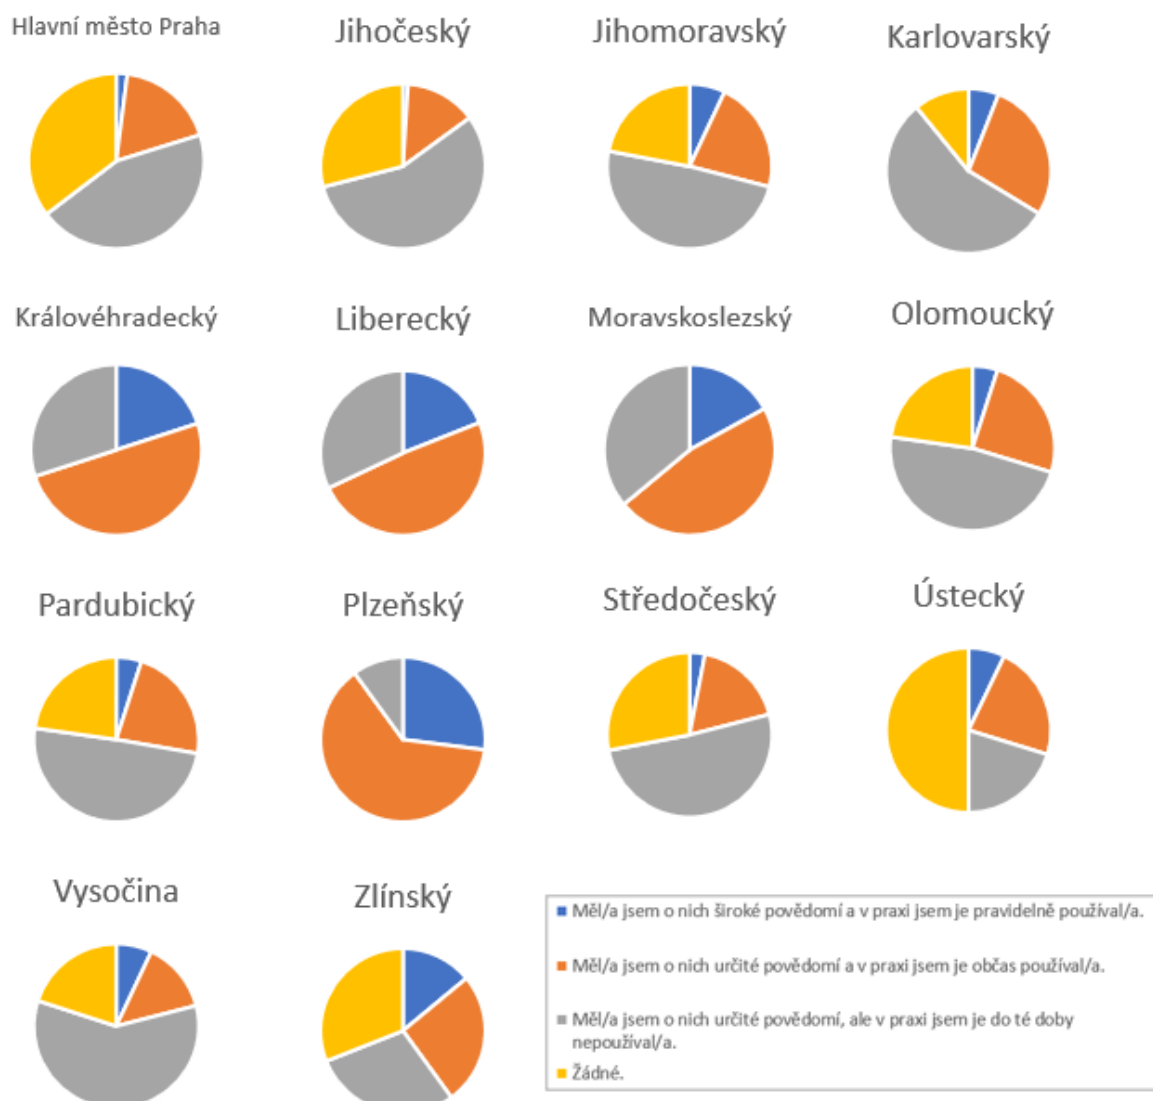 Hlavní město Praha
Jihočeský
Jihomoravský
Karlovarský
Královéhradecký
Liberecký
Moravskoslezský
Olomoucký
Pardubický
Plzeňský
Středočeský
Ústecký
Vysočina
Zlínský
Měl/a jsem o nich široké povědomí a v praxi jsem je pravidelně používal/a.
Měl/a jsem o nich určité povědomí a v praxi jsem je občas používal/a.
Měl/a jsem o nich určité povědomí, ale v praxi jsem je do té doby
nepoužíval/a.
Žádné.